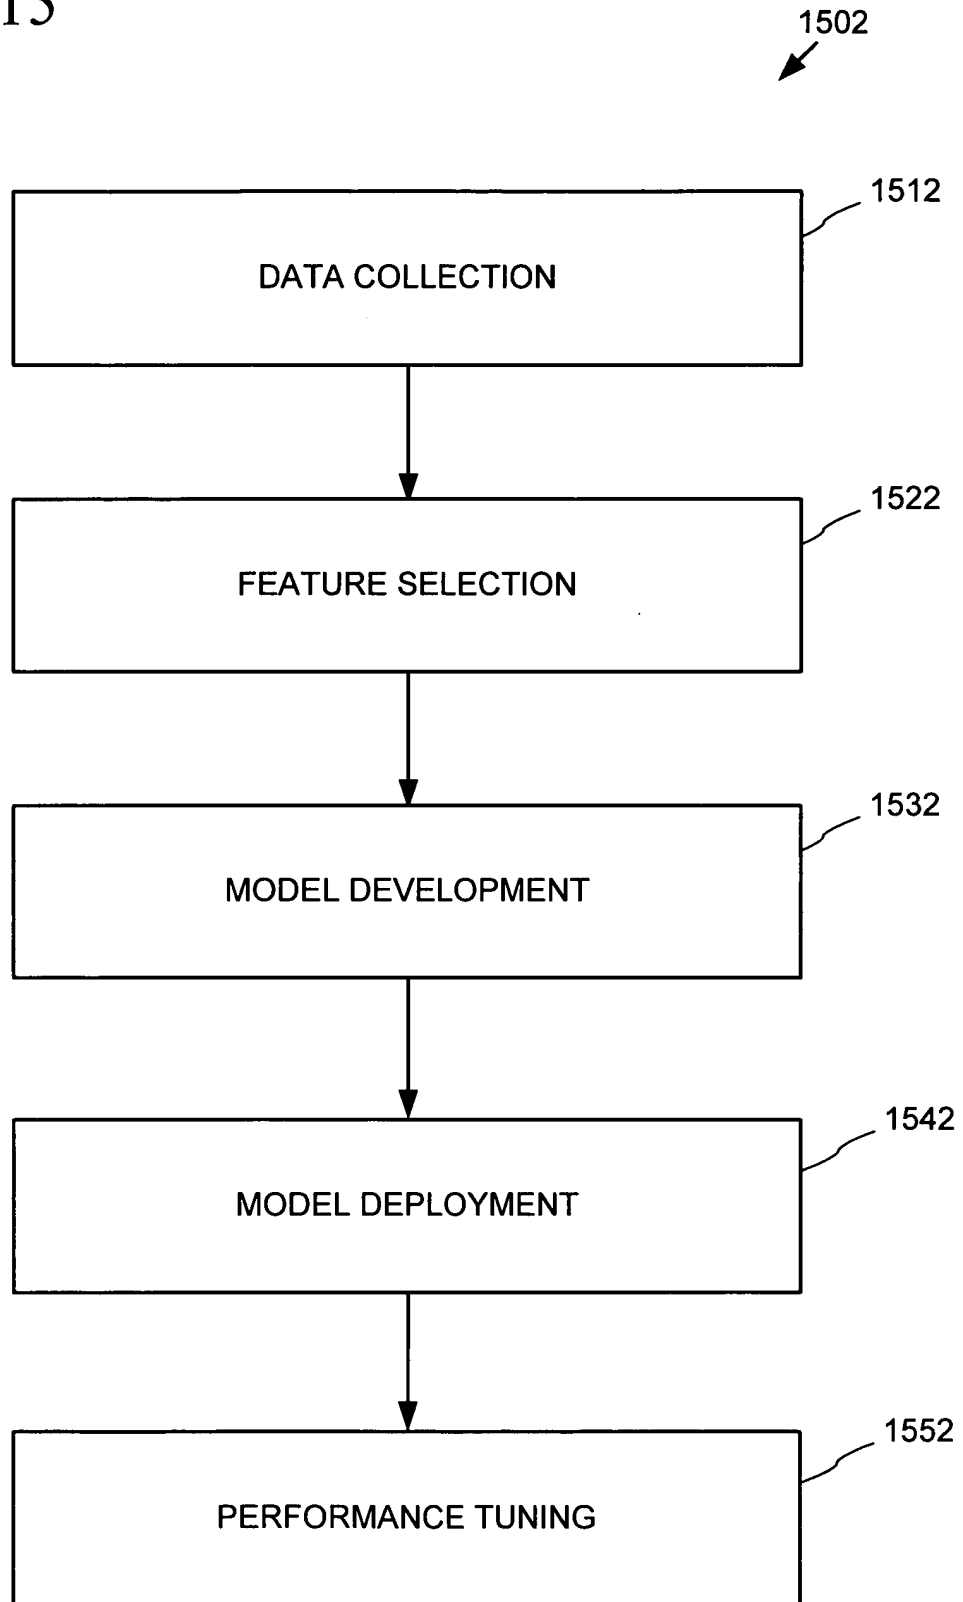 15
1502
1512
DATA COLLECTION
1522
FEATURE SELECTION
1532
MODEL DEVELOPMENT
1542
MODEL DEPLOYMENT
1552
PERFORMANCE TUNING